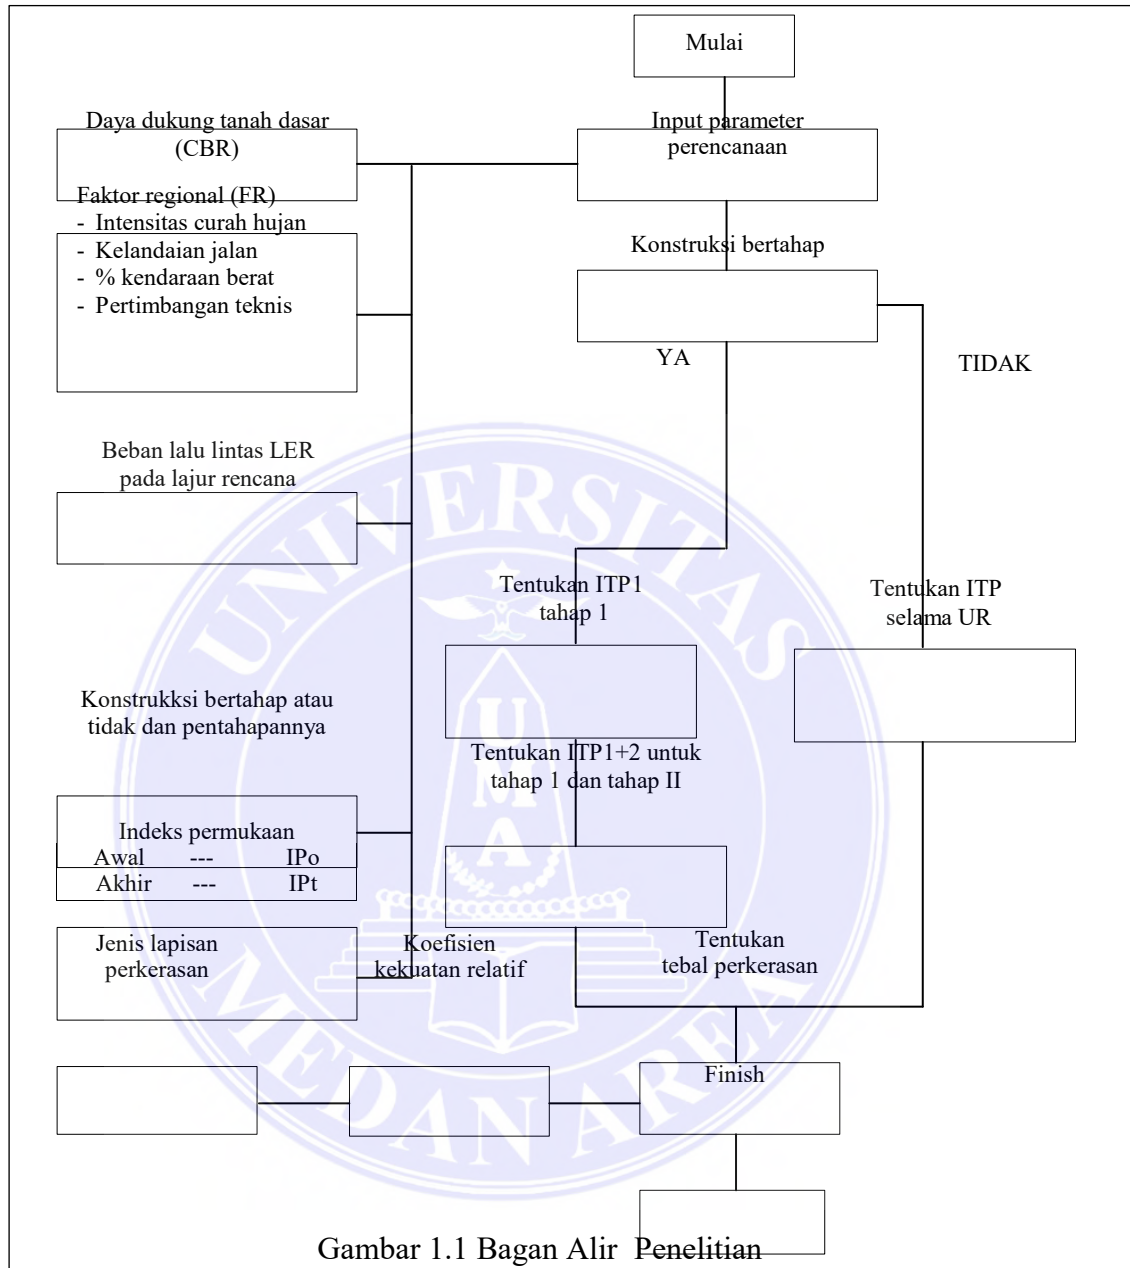 Mulai
Daya dukung tanah dasar
(CBR)
Input parameter
perencanaan
Faktor regional (FR)
- Intensitas curah hujan
- Kelandaian jalan
- % kendaraan berat
- Pertimbangan teknis
Konstruksi bertahap
YA
TIDAK
Beban lalu lintas LER
pada lajur rencana
Tentukan ITP1
tahap 1
Tentukan ITP
selama UR
Konstrukksi bertahap atau
tidak dan pentahapannya
Tentukan ITP1+2 untuk
tahap 1 dan tahap II
Indeks permukaan
Awal --- IPo
Akhir --- IPt
Jenis lapisan
perkerasan
Koefisien
kekuatan relatif
Tentukan
tebal perkerasan
Finish
UNIVERSITAS
MEDAN AREA
UMA
Gambar 1.1 Bagan Alir Penelitian